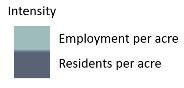 Intensity
Employment per acre
Residents per acre